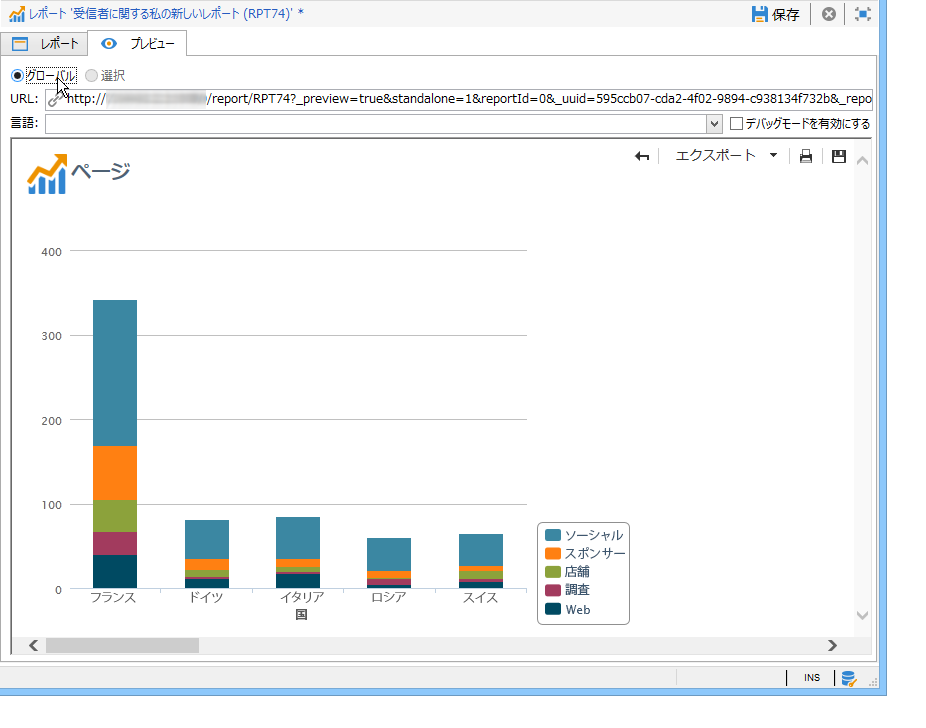 レポート '受信者に関する私の新しいレポート (RPT74)' *
保存
レポート
プレビュー
グローバル 選択
URL: http:// /report/RPT74?_preview=true&standalone=1&reportId=0&_uuid=595ccb07-cda2-4f02-9894-c938134f732b&_repo
言語: デバッグモードを有効にする
ページ
エクスポート
400
300
200
100
0
フランス ドイツ イタリア ロシア スイス
国
ソーシャル
スポンサー
店舗
調査
Web
INS